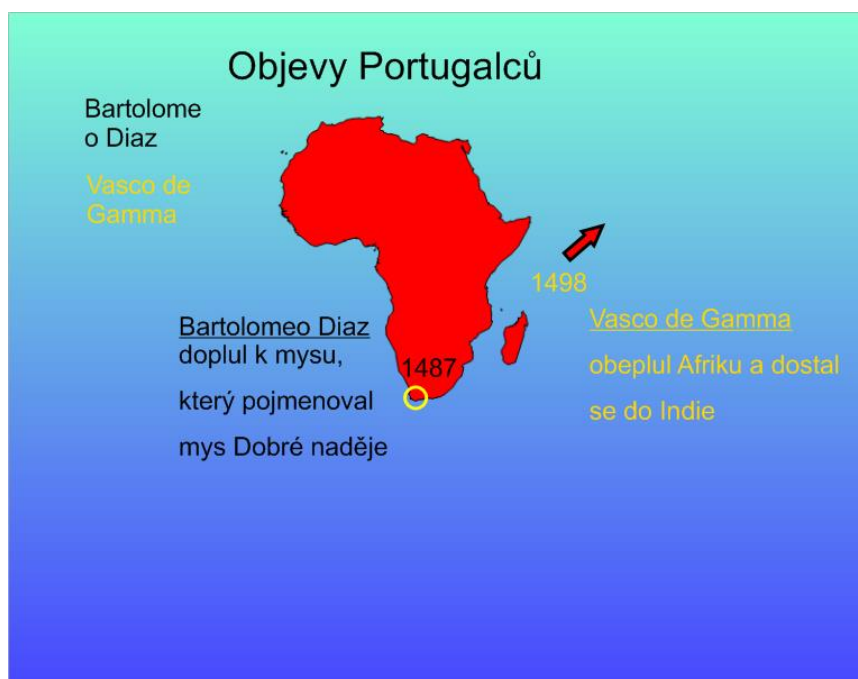 Objevy Portugalců
Bartolome
o Diaz
Vasco de
Gamma
1498
Bartolomeo Diaz
doplul k mysu,
který pojmenoval
mys Dobré naděje
1487
Vasco de Gamma
obeplul Afriku a dostal
se do Indie